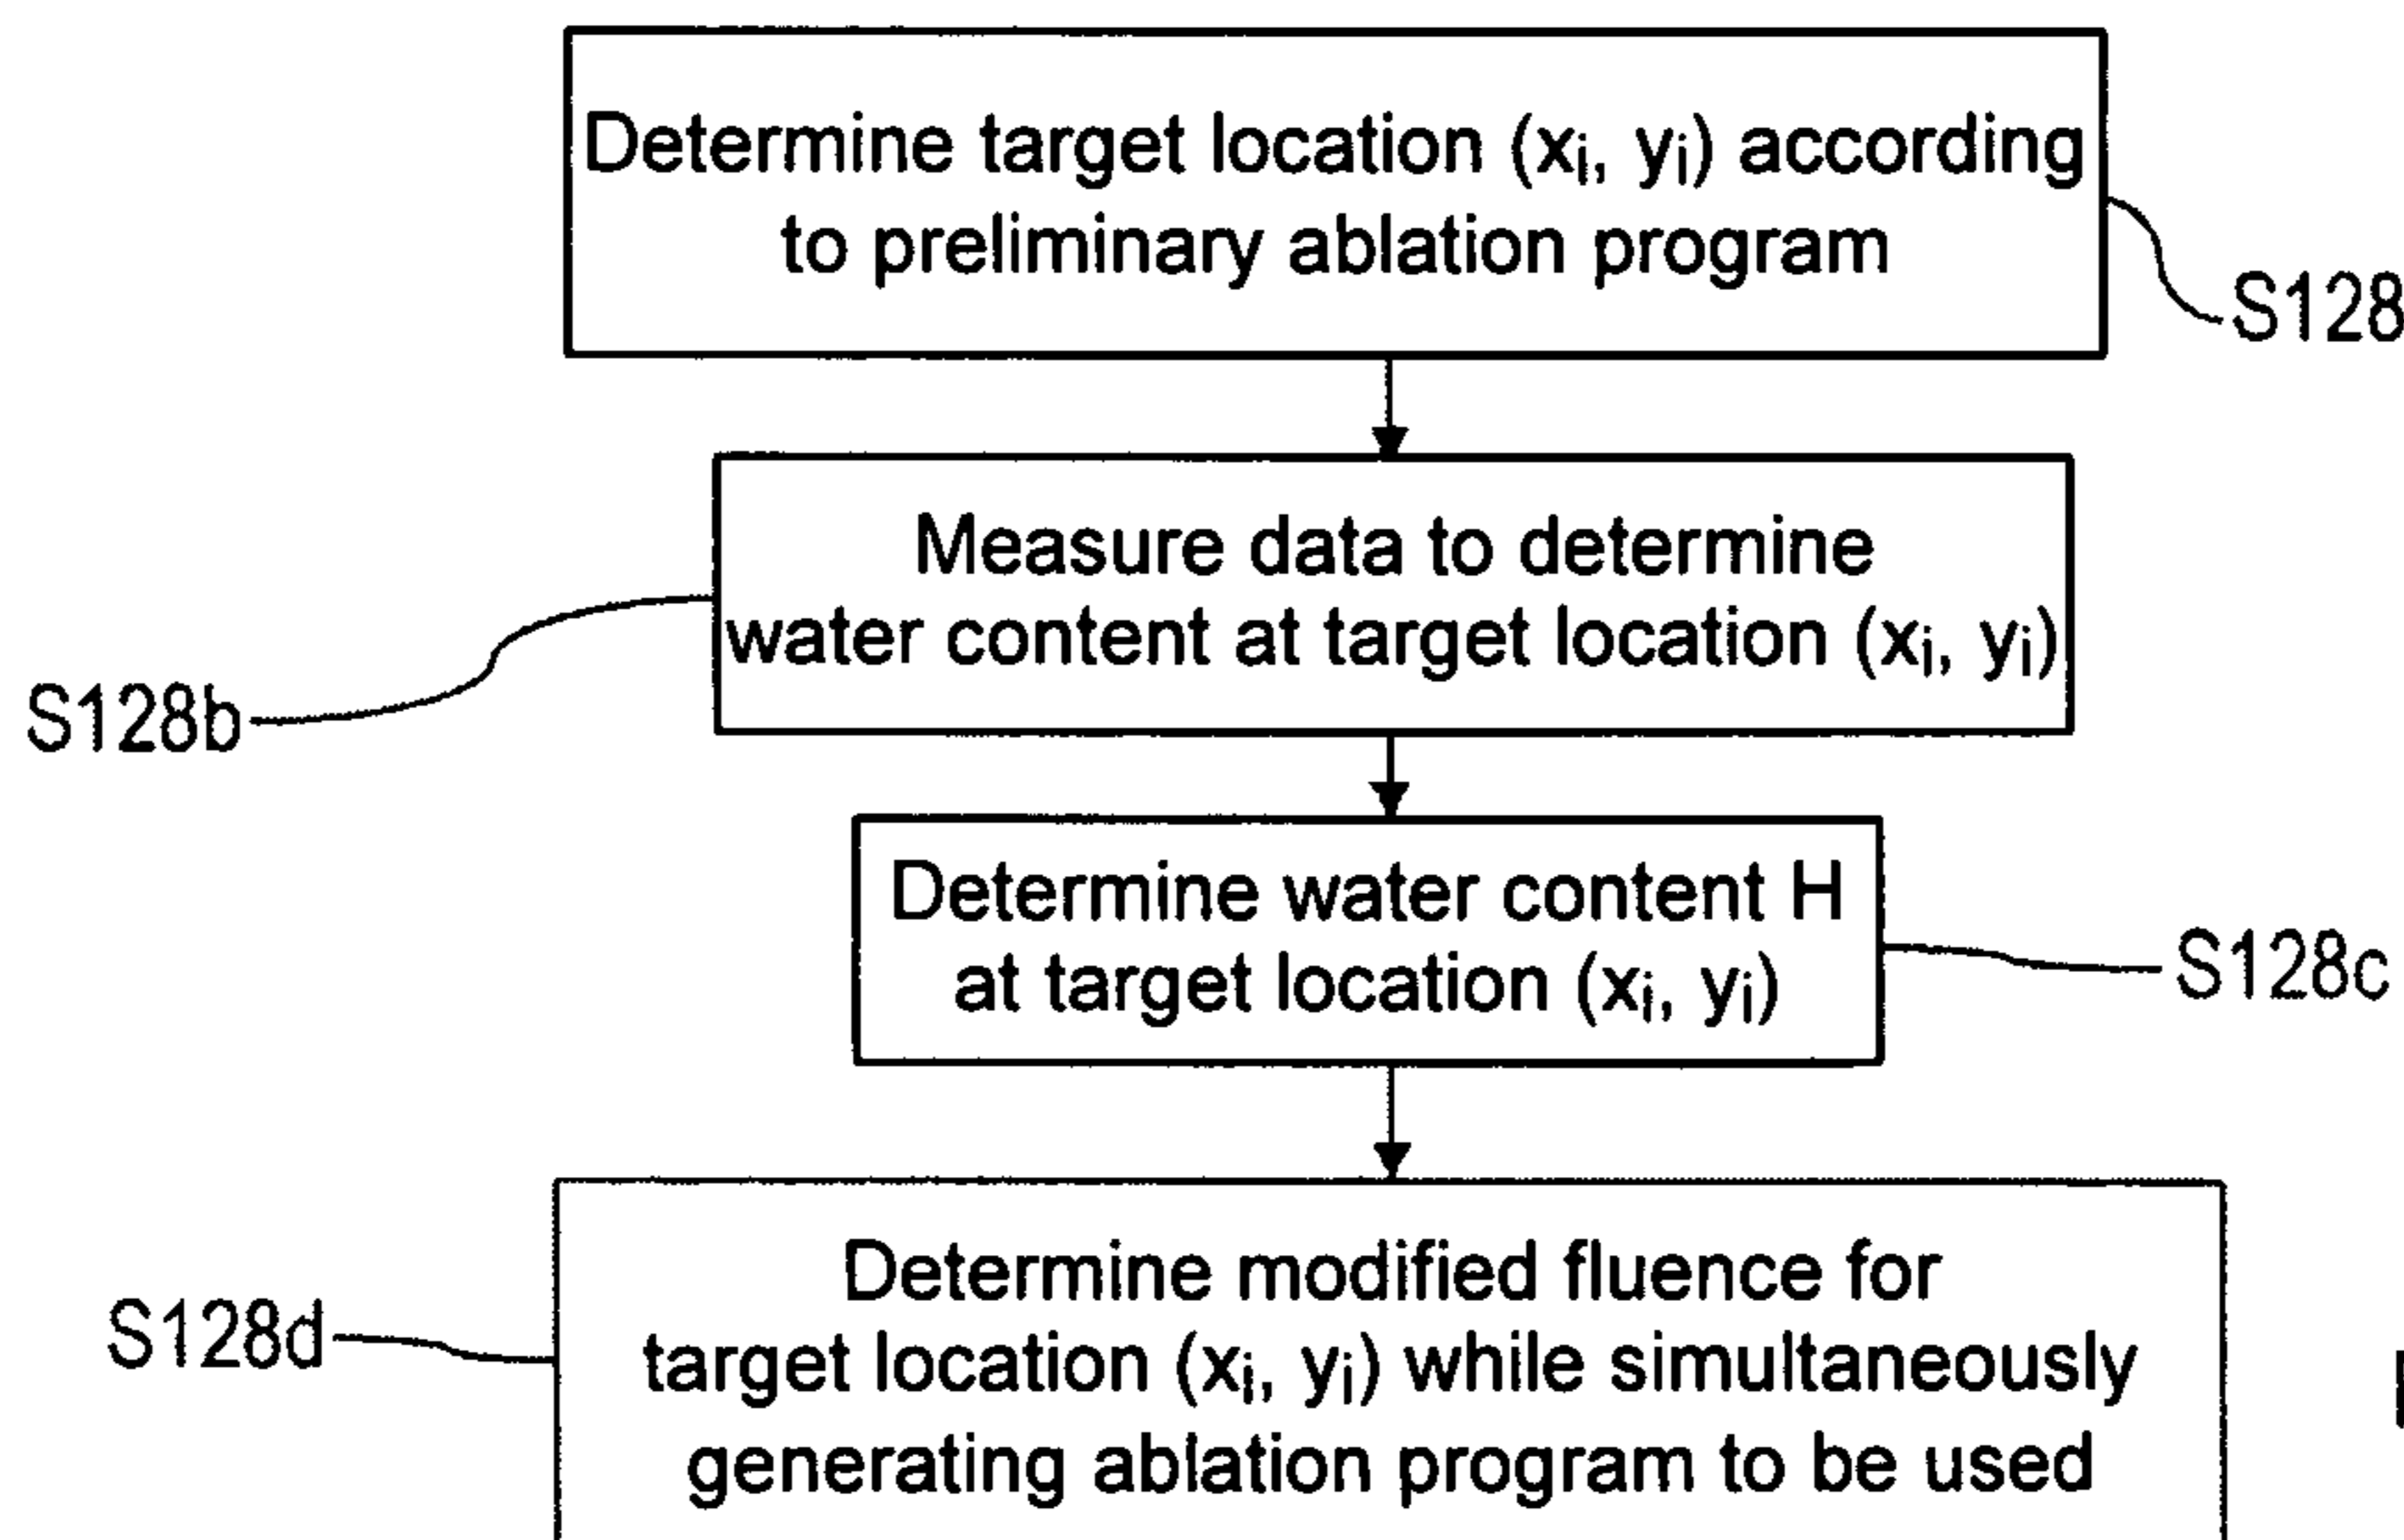 Determine target location (xi, yi) according
to preliminary ablation program
S128
Measure data to determine
water content at target location (xi, yi)
S128b
Determine water content H
at target location (xi, yi)
S128c
Determine modified fluence for
target location (xi, yi) while simultaneously
generating ablation program to be used
S128d